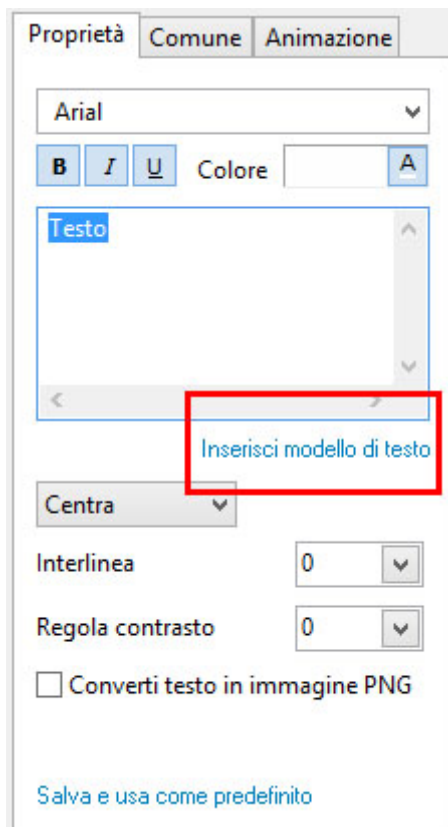 Proprietà Comune Animazione
Arial
B I U Colore A
Testo
Inserisci modello di testo
Centra
Interlinea 0
Regola contrasto 0
Converti testo in immagine PNG
Salva e usa come predefinito